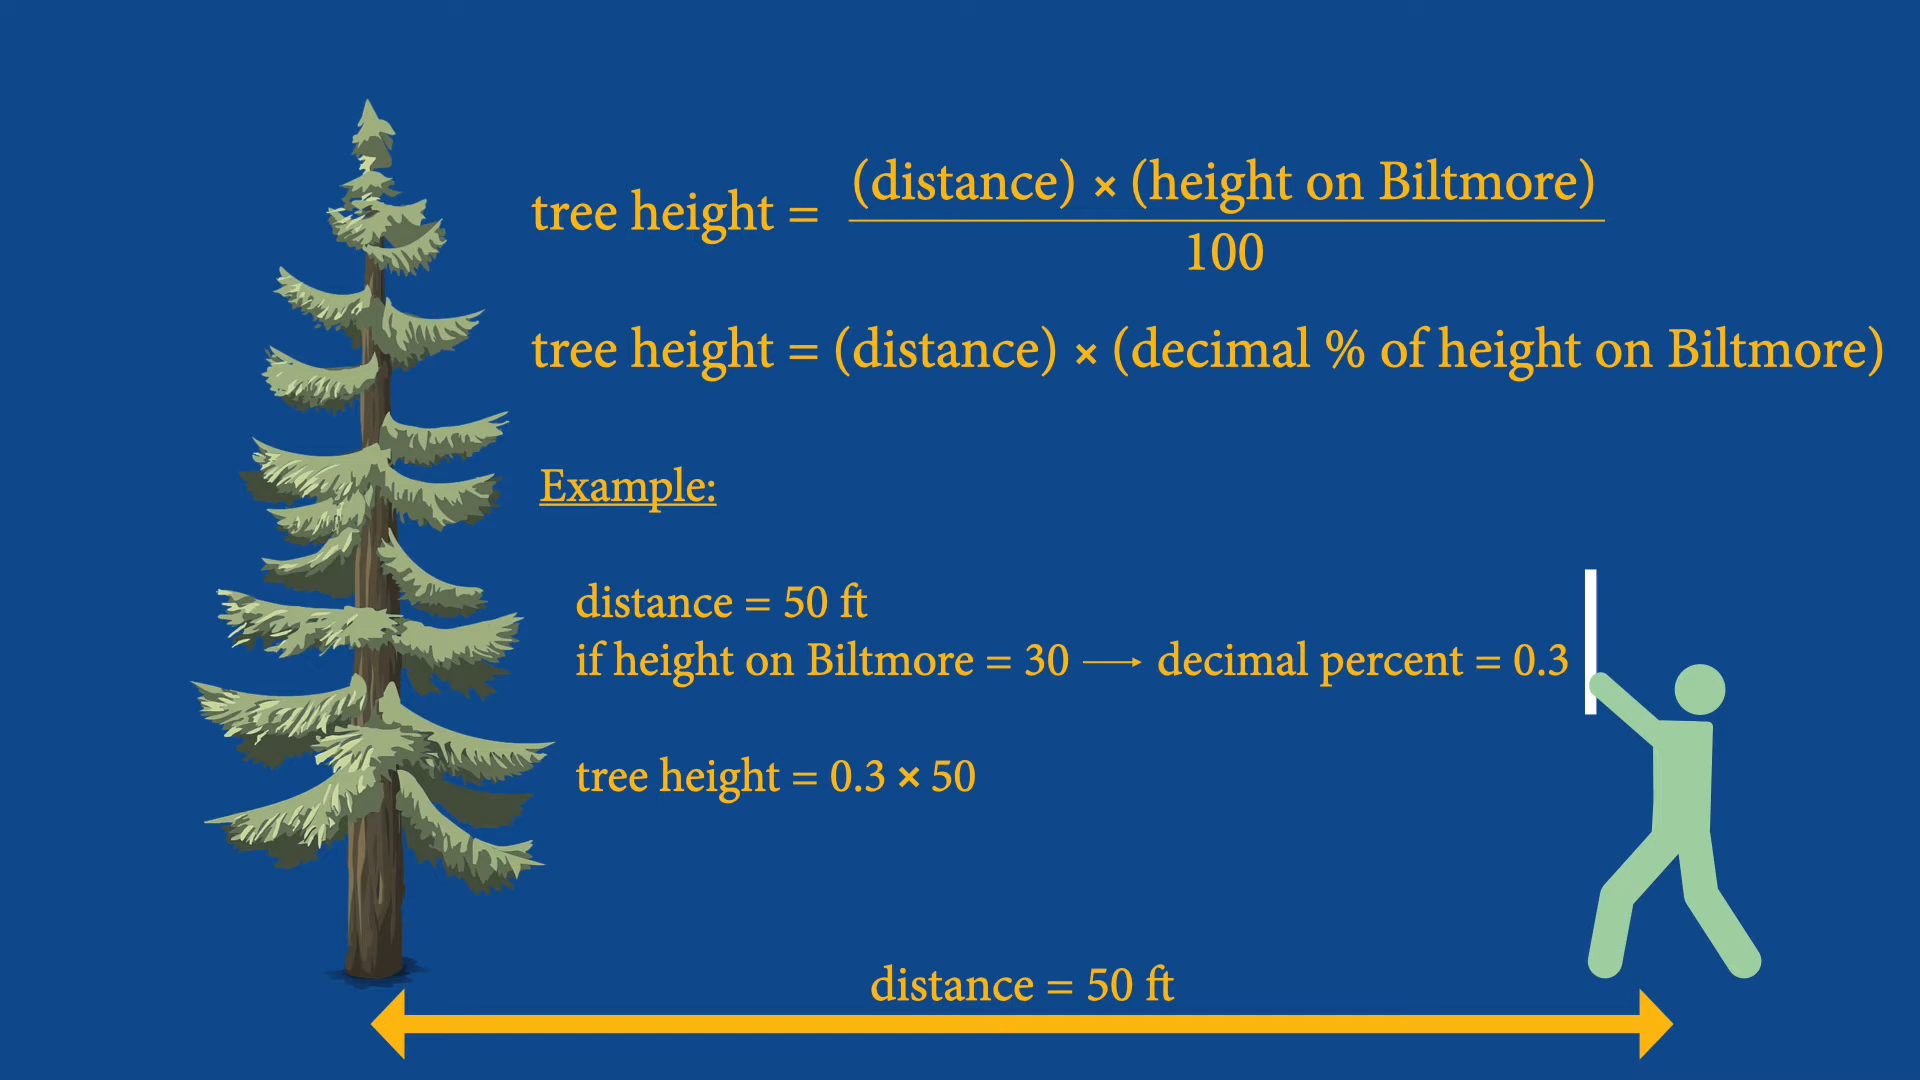 tree height = (distance) × (height on Biltmore)
100
tree height = (distance) × (decimal % of height on Biltmore)
Example:
distance = 50 ft
if height on Biltmore = 30 → decimal percent = 0.3
tree height = 0.3 × 50
distance = 50 ft